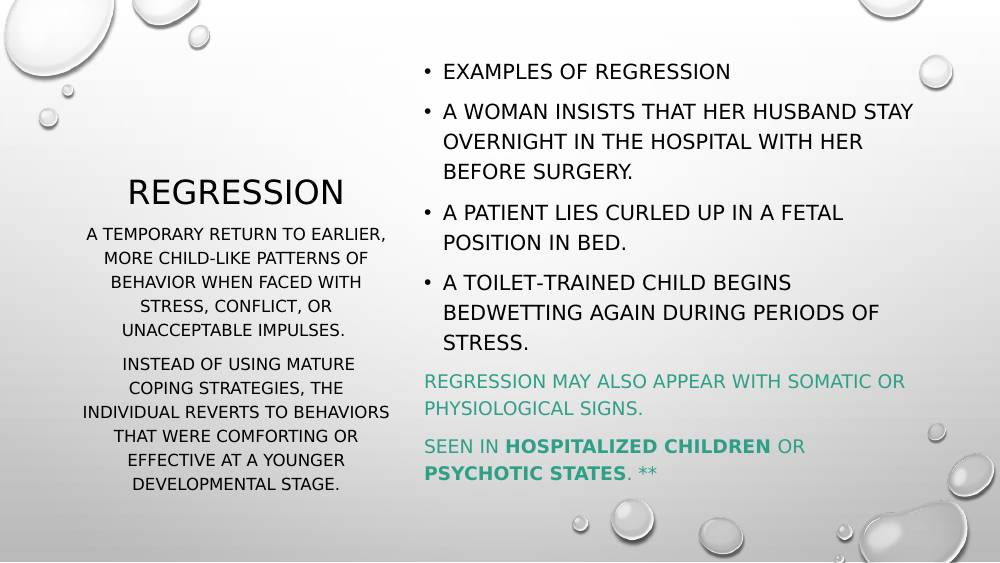 REGRESSION
A TEMPORARY RETURN TO EARLIER,
MORE CHILD-LIKE PATTERNS OF
BEHAVIOR WHEN FACED WITH
STRESS, CONFLICT, OR
UNACCEPTABLE IMPULSES.
INSTEAD OF USING MATURE
COPING STRATEGIES, THE
INDIVIDUAL REVERTS TO BEHAVIORS
THAT WERE COMFORTING OR
EFFECTIVE AT A YOUNGER
DEVELOPMENTAL STAGE.
• EXAMPLES OF REGRESSION
• A WOMAN INSISTS THAT HER HUSBAND STAY
OVERNIGHT IN THE HOSPITAL WITH HER
BEFORE SURGERY.
• A PATIENT LIES CURLED UP IN A FETAL
POSITION IN BED.
• A TOILET-TRAINED CHILD BEGINS
BEDWETTING AGAIN DURING PERIODS OF
STRESS.
REGRESSION MAY ALSO APPEAR WITH SOMATIC OR
PHYSIOLOGICAL SIGNS.
SEEN IN HOSPITALIZED CHILDREN OR
PSYCHOTIC STATES. **